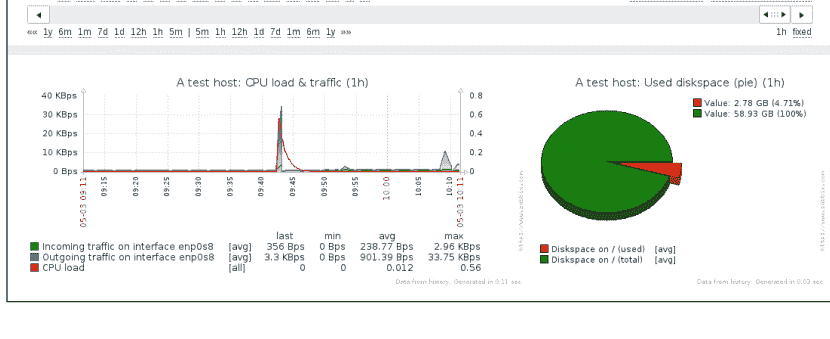 «« 1y 6m 1m 7d 1d 12h 1h 5m | 5m 1h 12h 1d 7d 1m 6m 1y »»
1h fixed
A test host: CPU load & traffic (1h)
40 KBps
30 KBps
20 KBps
10 KBps
0 Bps
0.8
0.6
0.4
0.2
0
05-03 09:11
09:15
09:20
09:25
09:30
09:35
09:40
09:45
09:50
09:55
10:00
10:05
10:10
05-03 10:11
last min avg max
Incoming traffic on interface enp0s8 [avg] 356 Bps 0 Bps 238.77 Bps 2.96 KBps
Outgoing traffic on interface enp0s8 [avg] 3.3 KBps 0 Bps 901.39 Bps 33.75 KBps
CPU load [all] 0 0 0.012 0.56
Data from history. Generated in 0.11 sec
A test host: Used diskspace (pie) (1h)
Value: 2.78 GB (4.71%)
Value: 58.93 GB (100%)
Diskspace on / (used) [avg]
Diskspace on / (total) [avg]
Data from history. Generated in 0.03 sec